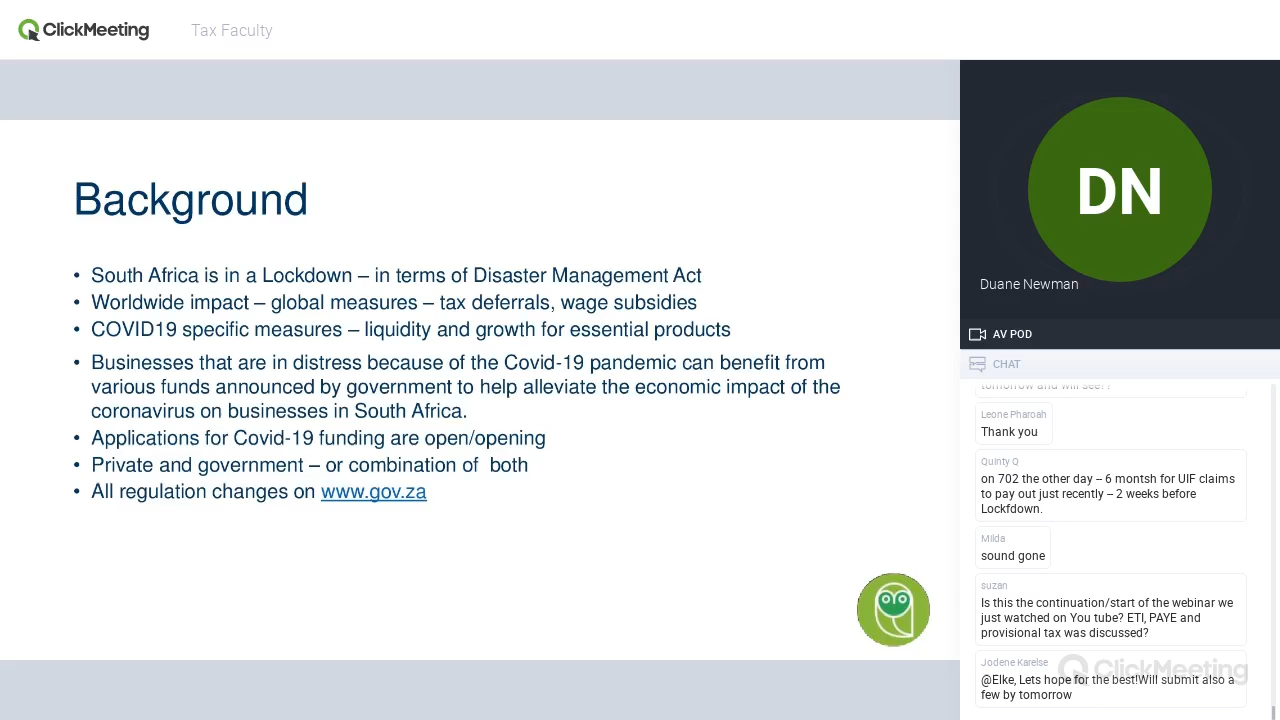 ClickMeeting
Tax Faculty
Background
• South Africa is in a Lockdown – in terms of Disaster Management Act
• Worldwide impact – global measures – tax deferrals, wage subsidies
• COVID19 specific measures – liquidity and growth for essential products
• Businesses that are in distress because of the Covid-19 pandemic can benefit from
various funds announced by government to help alleviate the economic impact of the
coronavirus on businesses in South Africa.
• Applications for Covid-19 funding are open/opening
• Private and government – or combination of both
• All regulation changes on www.gov.za
DN
Duane Newman
AV POD
CHAT
tomorrow and will see??
Leone Pharoah
Thank you
Quinty Q
on 702 the other day – 6 montsh for UIF claims
to pay out just recently – 2 weeks before
Lockfdown.
Milda
sound gone
suzan
Is this the continuation/start of the webinar we
just watched on You tube? ETI, PAYE and
provisional tax was discussed?
Jodene Karelse
@Elke, Lets hope for the best!Will submit also a
few by tomorrow
ClickMeeting